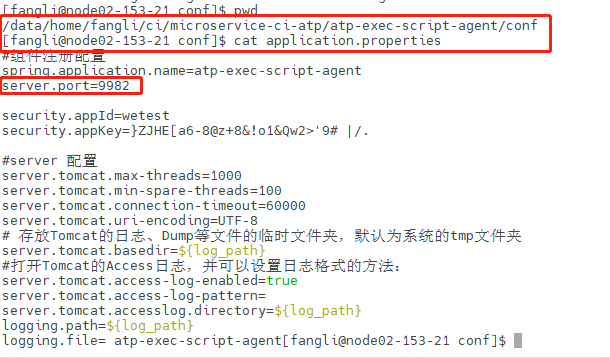 [fangli@node02-153-21 conf]$ pwd
/data/home/fangli/ci/microservice-ci-atp/atp-exec-script-agent/conf
[fangli@node02-153-21 conf]$ cat application.properties
#组件注册配置
spring.application.name=atp-exec-script-agent
server.port=9982
security.appId=wetest
security.appKey=}ZJHE[a6-8@z+8&!o1&Qw2>'9# |/.
#server 配置
server.tomcat.max-threads=1000
server.tomcat.min-spare-threads=100
server.tomcat.connection-timeout=60000
server.tomcat.uri-encoding=UTF-8
# 存放Tomcat的日志、Dump等文件的临时文件夹，默认为系统的tmp文件夹
server.tomcat.basedir=${log_path}
#打开Tomcat的Access日志，并可以设置日志格式的方法：
server.tomcat.access-log-enabled=true
server.tomcat.access-log-pattern=
server.tomcat.accesslog.directory=${log_path}
logging.path=${log_path}
logging.file= atp-exec-script-agent[fangli@node02-153-21 conf]$